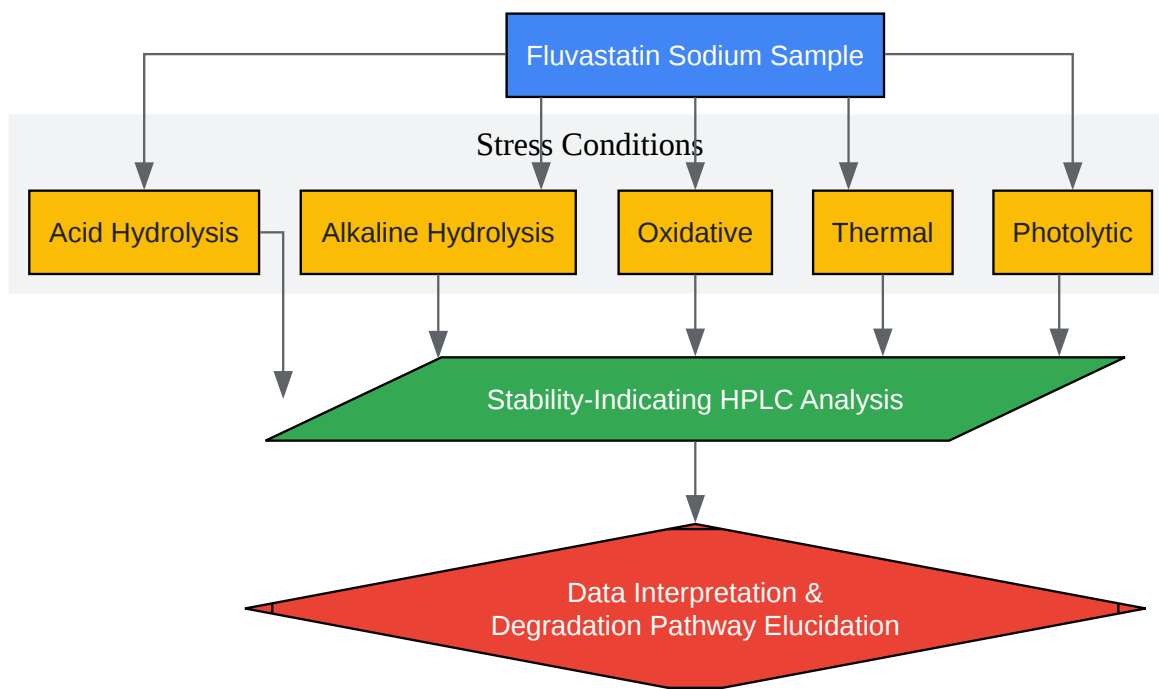 Fluvastatin Sodium Sample
Stress Conditions
Acid Hydrolysis
Alkaline Hydrolysis
Oxidative
Thermal
Photolytic
Stability-Indicating HPLC Analysis
Data Interpretation &
Degradation Pathway Elucidation